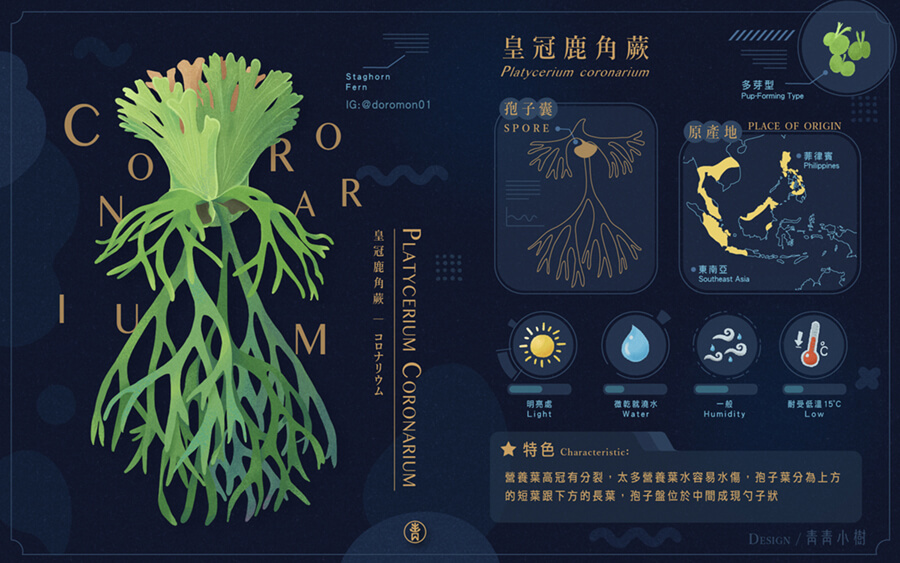 Staghorn
Fern
IG:@doromon01
C
O
R
O
N
A
R
I
U
M
PLATYCERIUM CORONARIUM
皇冠鹿角蕨 — コロナリウム
皇冠鹿角蕨
Platycerium coronarium
多芽型
Pup-Forming Type
孢子囊
SPORE
原產地 PLACE OF ORIGIN
菲律賓
Philippines
東南亞
Southeast Asia
°C
明亮處
Light
微乾就澆水
Water
一般
Humidity
耐受低溫15°C
Low
特色 Characteristic:
營養葉高冠有分裂，太多營養葉水容易水傷，孢子葉分為上方
的短葉跟下方的長葉，孢子盤位於中間成現勺子狀
DESIGN / 青青小樹